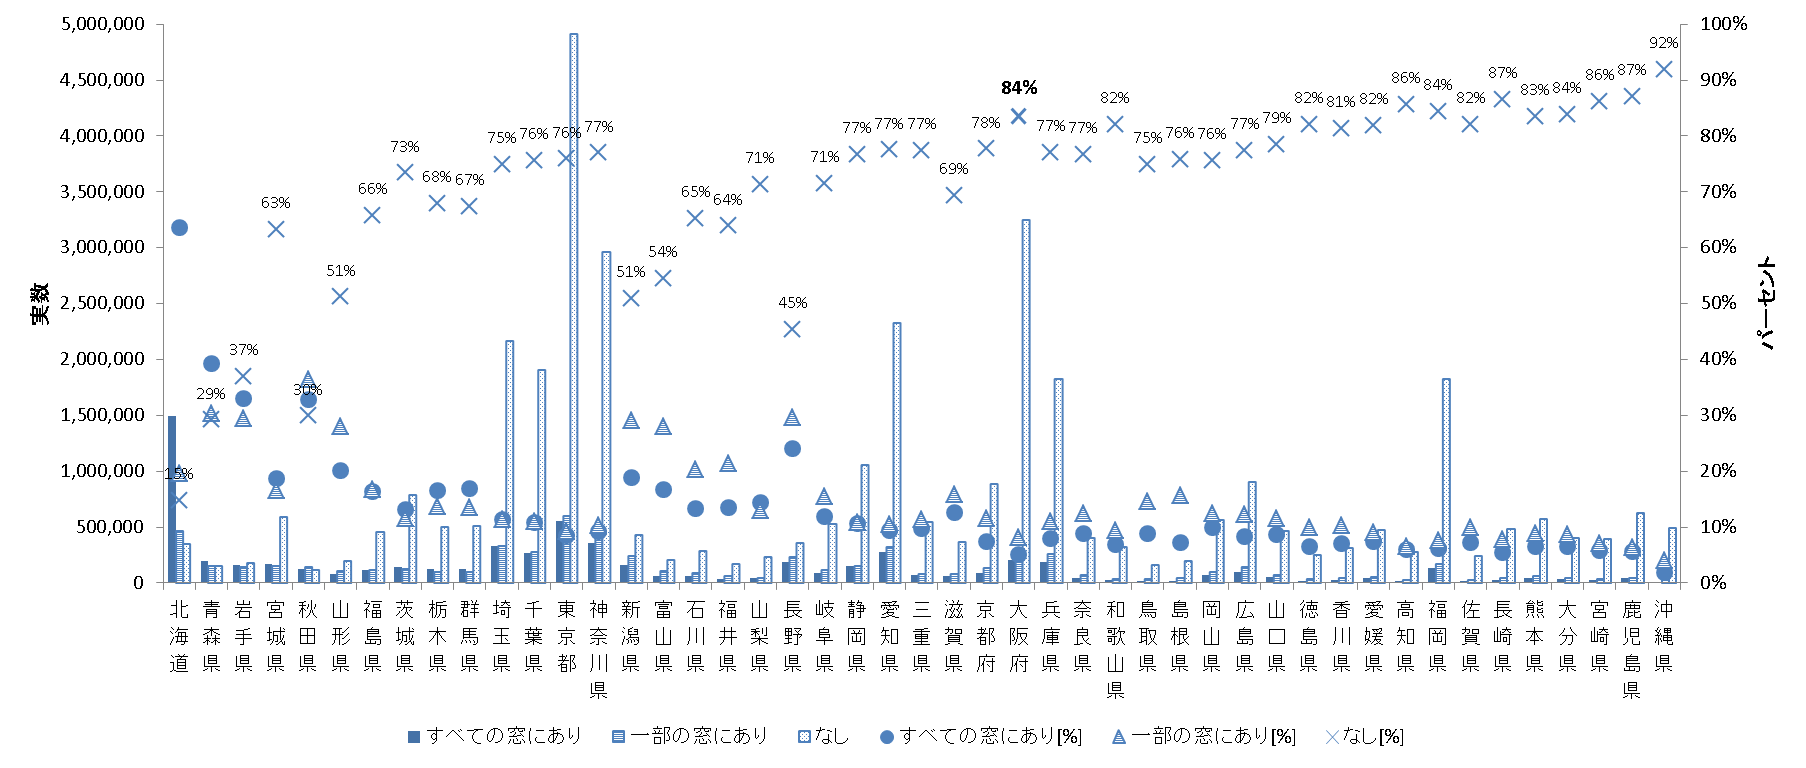 5,000,000
4,500,000
4,000,000
3,500,000
3,000,000
2,500,000
2,000,000
1,500,000
1,000,000
500,000
0
実数
100%
90%
80%
70%
60%
50%
40%
30%
20%
10%
0%
パーセント
15%
29%
37%
63%
30%
51%
66%
73%
68%
67%
75%
76%
76%
77%
51%
54%
65%
64%
71%
45%
71%
77%
77%
77%
69%
78%
84%
77%
77%
82%
75%
76%
76%
77%
79%
82%
81%
82%
86%
84%
82%
87%
83%
84%
86%
87%
92%
北海道
青森県
岩手県
宮城県
秋田県
山形県
福島県
茨城県
栃木県
群馬県
埼玉県
千葉県
東京都
神奈川県
新潟県
富山県
石川県
福井県
山梨県
長野県
岐阜県
静岡県
愛知県
三重県
滋賀県
京都府
大阪府
兵庫県
奈良県
和歌山県
鳥取県
島根県
岡山県
広島県
山口県
徳島県
香川県
愛媛県
高知県
福岡県
佐賀県
長崎県
熊本県
大分県
宮崎県
鹿児島県
沖縄県
すべての窓にあり
一部の窓にあり
なし
すべての窓にあり[%]
一部の窓にあり[%]
なし[%]